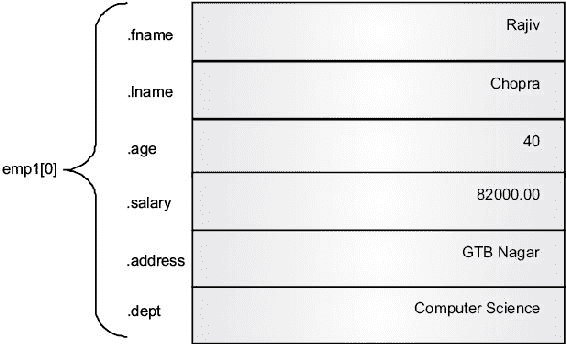 .fname Rajiv
.lname Chopra
.age 40
emp1[0]
.salary 82000.00
.address GTB Nagar
.dept Computer Science